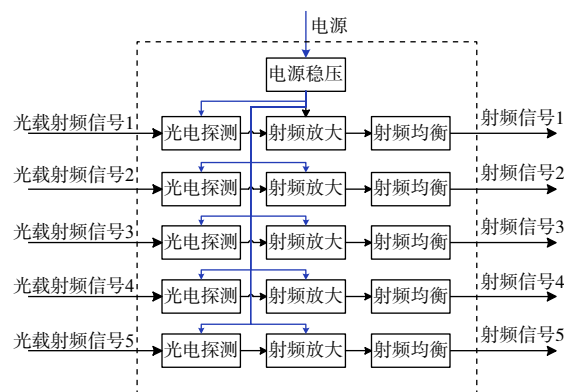 电源
电源稳压
光载射频信号1 光电探测 射频放大 射频均衡 射频信号1
光载射频信号2 光电探测 射频放大 射频均衡 射频信号2
光载射频信号3 光电探测 射频放大 射频均衡 射频信号3
光载射频信号4 光电探测 射频放大 射频均衡 射频信号4
光载射频信号5 光电探测 射频放大 射频均衡 射频信号5